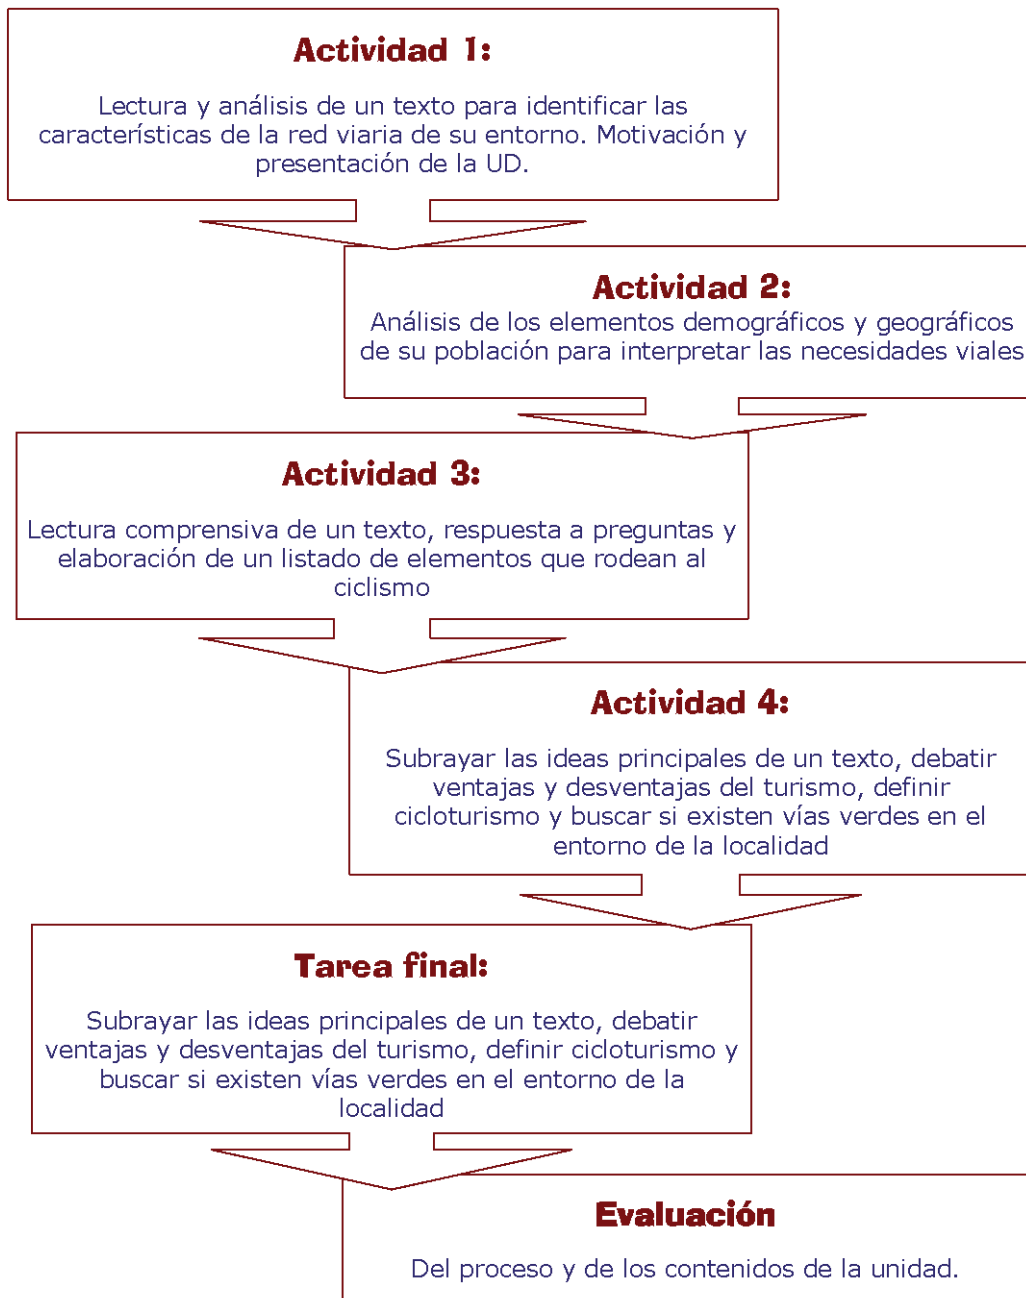 Actividad 1:
Lectura y análisis de un texto para identificar las
características de la red viaria de su entorno. Motivación y
presentación de la UD.
Actividad 2:
Análisis de los elementos demográficos y geográficos
de su población para interpretar las necesidades viales
Actividad 3:
Lectura comprensiva de un texto, respuesta a preguntas y
elaboración de un listado de elementos que rodean al
ciclismo
Actividad 4:
Subrayar las ideas principales de un texto, debatir
ventajas y desventajas del turismo, definir
cicloturismo y buscar si existen vías verdes en el
entorno de la localidad
Tarea final:
Subrayar las ideas principales de un texto, debatir
ventajas y desventajas del turismo, definir cicloturismo y
buscar si existen vías verdes en el entorno de la
localidad
Evaluación
Del proceso y de los contenidos de la unidad.